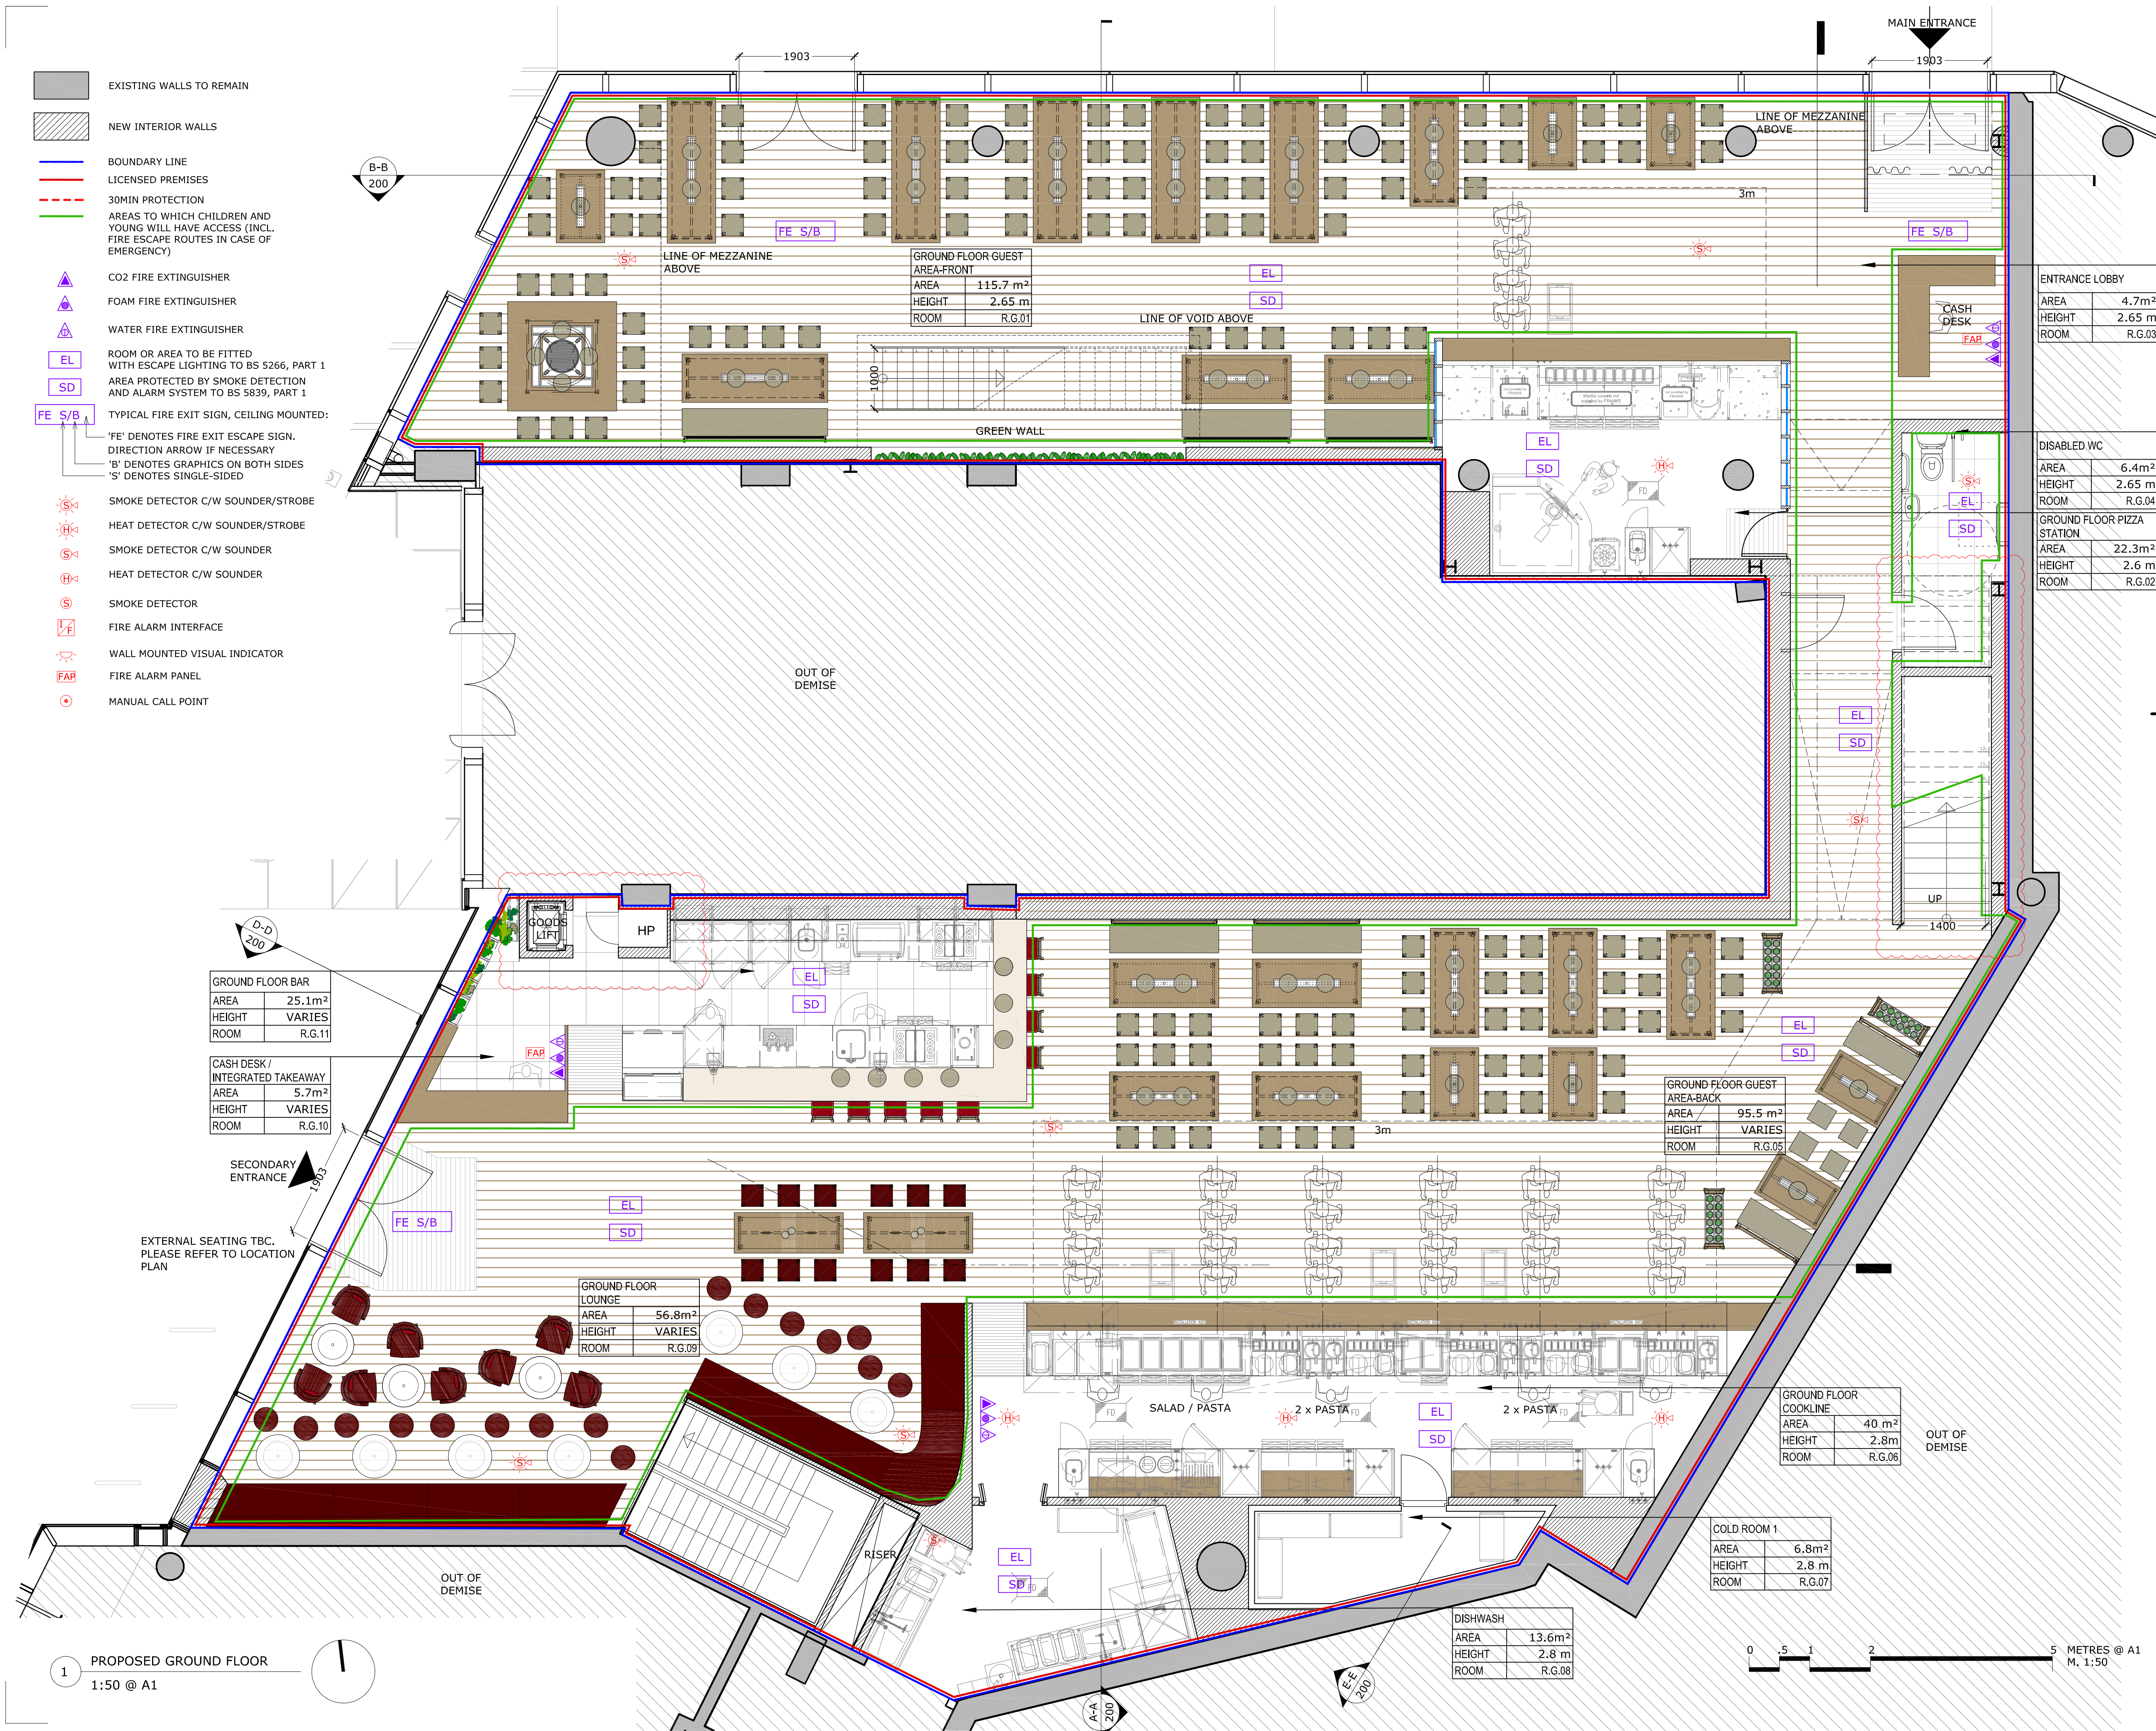 MAIN ENTRANCE
1903
1903
EXISTING WALLS TO REMAIN
NEW INTERIOR WALLS
BOUNDARY LINE
LICENSED PREMISES
30MIN PROTECTION
AREAS TO WHICH CHILDREN AND
YOUNG WILL HAVE ACCESS (INCL.
FIRE ESCAPE ROUTES IN CASE OF
EMERGENCY)
CO2 FIRE EXTINGUISHER
FOAM FIRE EXTINGUISHER
WATER FIRE EXTINGUISHER
EL
ROOM OR AREA TO BE FITTED
WITH ESCAPE LIGHTING TO BS 5266, PART 1
SD
AREA PROTECTED BY SMOKE DETECTION
AND ALARM SYSTEM TO BS 5839, PART 1
FE S/B
TYPICAL FIRE EXIT SIGN, CEILING MOUNTED:
'FE' DENOTES FIRE EXIT ESCAPE SIGN.
DIRECTION ARROW IF NECESSARY
'B' DENOTES GRAPHICS ON BOTH SIDES
'S' DENOTES SINGLE-SIDED
S
SMOKE DETECTOR C/W SOUNDER/STROBE
H
HEAT DETECTOR C/W SOUNDER/STROBE
S
SMOKE DETECTOR C/W SOUNDER
H
HEAT DETECTOR C/W SOUNDER
S
SMOKE DETECTOR
I/F
FIRE ALARM INTERFACE
WALL MOUNTED VISUAL INDICATOR
FAP
FIRE ALARM PANEL
MANUAL CALL POINT
B-B
200
LINE OF MEZZANINE
ABOVE
3m
FE S/B
FE S/B
S
S
LINE OF MEZZANINE
ABOVE
GROUND FLOOR GUEST
AREA-FRONT
AREA 115.7 m²
HEIGHT 2.65 m
ROOM R.G.01
EL
SD
LINE OF VOID ABOVE
1000
GREEN WALL
CASH
DESK
FAP
ENTRANCE LOBBY
AREA 4.7m²
HEIGHT 2.65 m
ROOM R.G.03
EL
SD
H
FD
S
EL
SD
DISABLED WC
AREA 6.4m²
HEIGHT 2.65 m
ROOM R.G.04
GROUND FLOOR PIZZA
STATION
AREA 22.3m²
HEIGHT 2.6 m
ROOM R.G.02
OUT OF
DEMISE
EL
SD
S
UP
1400
D-D
200
GOODS
LIFT
HP
EL
SD
FAP
GROUND FLOOR BAR
AREA 25.1m²
HEIGHT VARIES
ROOM R.G.11
CASH DESK /
INTEGRATED TAKEAWAY
AREA 5.7m²
HEIGHT VARIES
ROOM R.G.10
SECONDARY
ENTRANCE
1903
EL
SD
GROUND FLOOR GUEST
AREA-BACK
AREA 95.5 m²
HEIGHT VARIES
ROOM R.G.05
S
3m
FE S/B
EL
SD
EXTERNAL SEATING TBC.
PLEASE REFER TO LOCATION
PLAN
GROUND FLOOR
LOUNGE
AREA 56.8m²
HEIGHT VARIES
ROOM R.G.09
S
S
H
SALAD / PASTA
2 x PASTA
2 x PASTA
FD
H
FD
EL
SD
FD
H
GROUND FLOOR
COOKLINE
AREA 40 m²
HEIGHT 2.8m
ROOM R.G.06
OUT OF
DEMISE
COLD ROOM 1
AREA 6.8m²
HEIGHT 2.8 m
ROOM R.G.07
RISER
S
EL
SD
FD
OUT OF
DEMISE
DISHWASH
AREA 13.6m²
HEIGHT 2.8 m
ROOM R.G.08
E-E
200
A-A
200
1
PROPOSED GROUND FLOOR
1:50 @ A1
0 .5 1 2 5 METRES @ A1
M. 1:50